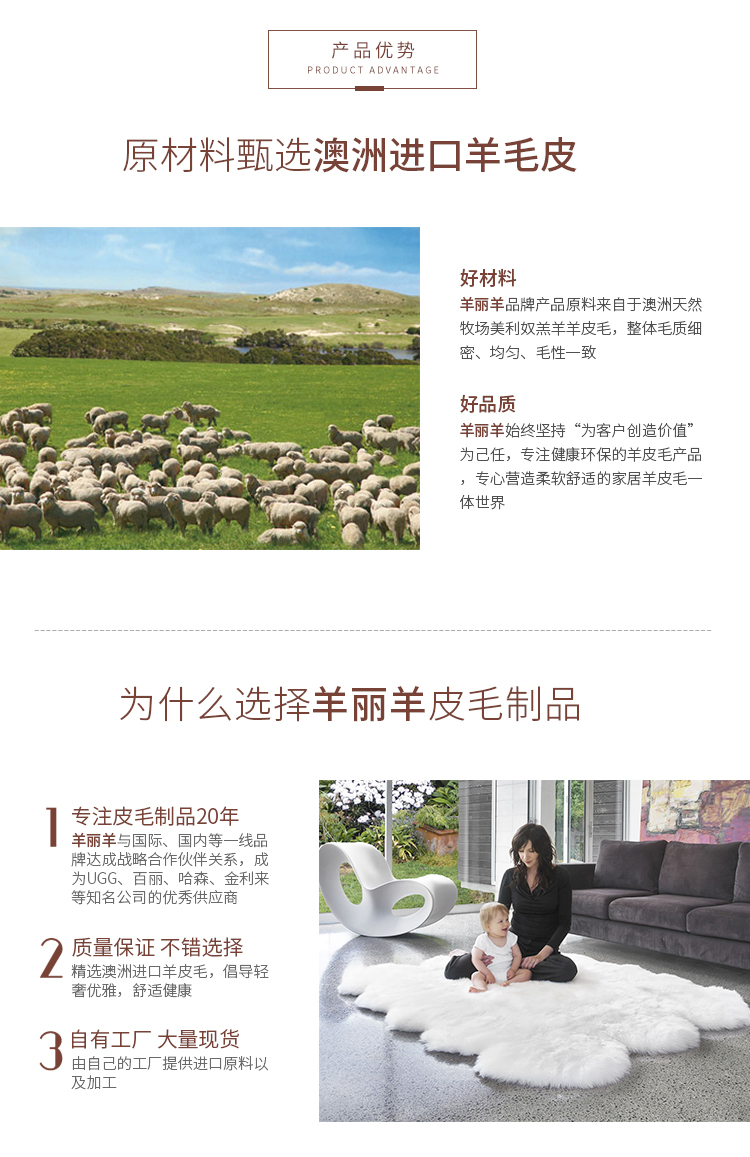 产品优势
PRODUCT ADVANTAGE
原材料甄选澳洲进口羊毛皮
好材料
羊丽羊品牌产品原料来自于澳洲天然
牧场美利奴羔羊羊皮毛，整体毛质细
密、均匀、毛性一致
好品质
羊丽羊始终坚持“为客户创造价值”
为己任，专注健康环保的羊皮毛产品
，专心营造柔软舒适的家居羊皮毛一
体世界
为什么选择羊丽羊皮毛制品
1 专注皮毛制品20年
羊丽羊与国际、国内等一线品
牌达成战略合作伙伴关系，成
为UGG、百丽、哈森、金利来
等知名公司的优秀供应商
2 质量保证 不错选择
精选澳洲进口羊皮毛，倡导轻
奢优雅，舒适健康
3 自有工厂 大量现货
由自己的工厂提供进口原料以
及加工